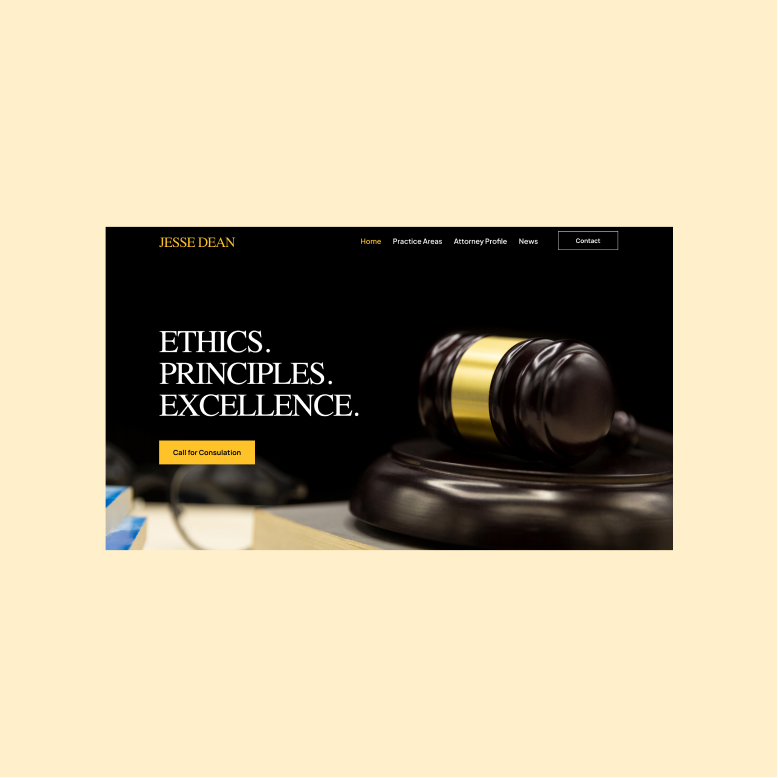 JESSE DEAN
Home Practice Areas Attorney Profile News Contact
ETHICS.
PRINCIPLES.
EXCELLENCE.
Call for Consulation